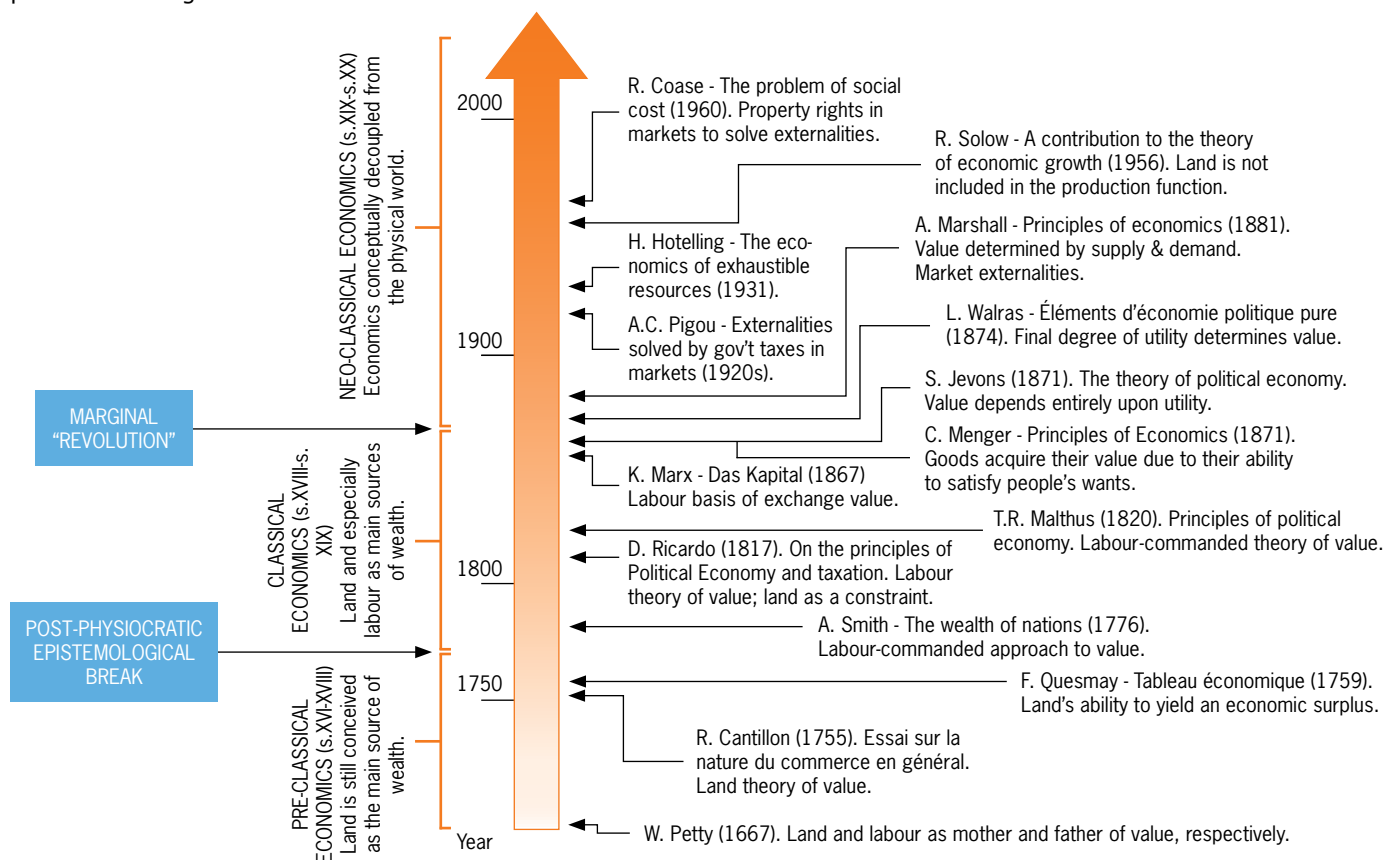 NEO-CLASSICAL ECONOMICS (s.XIX-s.XX)
Economics conceptually decoupled from
the physical world.
CLASSICAL
ECONOMICS (s.XVIII-s.
XIX)
Land and especially
labour as main sources
of wealth.
PRE-CLASSICAL
ECONOMICS (s.XVI-XVIII)
Land is still conceived
as the main source of
wealth.
MARGINAL
“REVOLUTION”
POST-PHYSIOCRATIC
EPISTEMOLOGICAL
BREAK
2000
1900
1800
1750
Year
R. Coase - The problem of social
cost (1960). Property rights in
markets to solve externalities.
R. Solow - A contribution to the theory
of economic growth (1956). Land is not
included in the production function.
A. Marshall - Principles of economics (1881).
Value determined by supply & demand.
Market externalities.
H. Hotelling - The eco-
nomics of exhaustible
resources (1931).
L. Walras - Éléments d’économie politique pure
(1874). Final degree of utility determines value.
A.C. Pigou - Externalities
solved by gov’t taxes in
markets (1920s).
S. Jevons (1871). The theory of political economy.
Value depends entirely upon utility.
C. Menger - Principles of Economics (1871).
Goods acquire their value due to their ability
to satisfy people’s wants.
K. Marx - Das Kapital (1867)
Labour basis of exchange value.
T.R. Malthus (1820). Principles of political
economy. Labour-commanded theory of value.
D. Ricardo (1817). On the principles of
Political Economy and taxation. Labour
theory of value; land as a constraint.
A. Smith - The wealth of nations (1776).
Labour-commanded approach to value.
F. Quesmay - Tableau économique (1759).
Land’s ability to yield an economic surplus.
R. Cantillon (1755). Essai sur la
nature du commerce en général.
Land theory of value.
W. Petty (1667). Land and labour as mother and father of value, respectively.